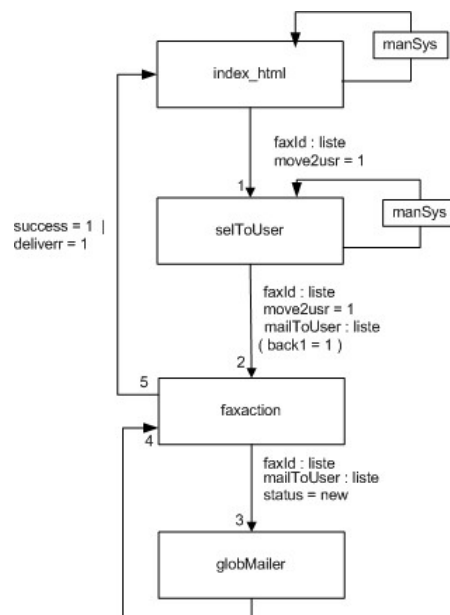 manSys
index_html
faxId : liste
move2usr = 1
1
manSys
selToUser
success = 1 |
deliverr = 1
faxId : liste
move2usr = 1
mailToUser : liste
( back1 = 1 )
2
5
faxaction
4
faxId : liste
mailToUser : liste
status = new
3
globMailer